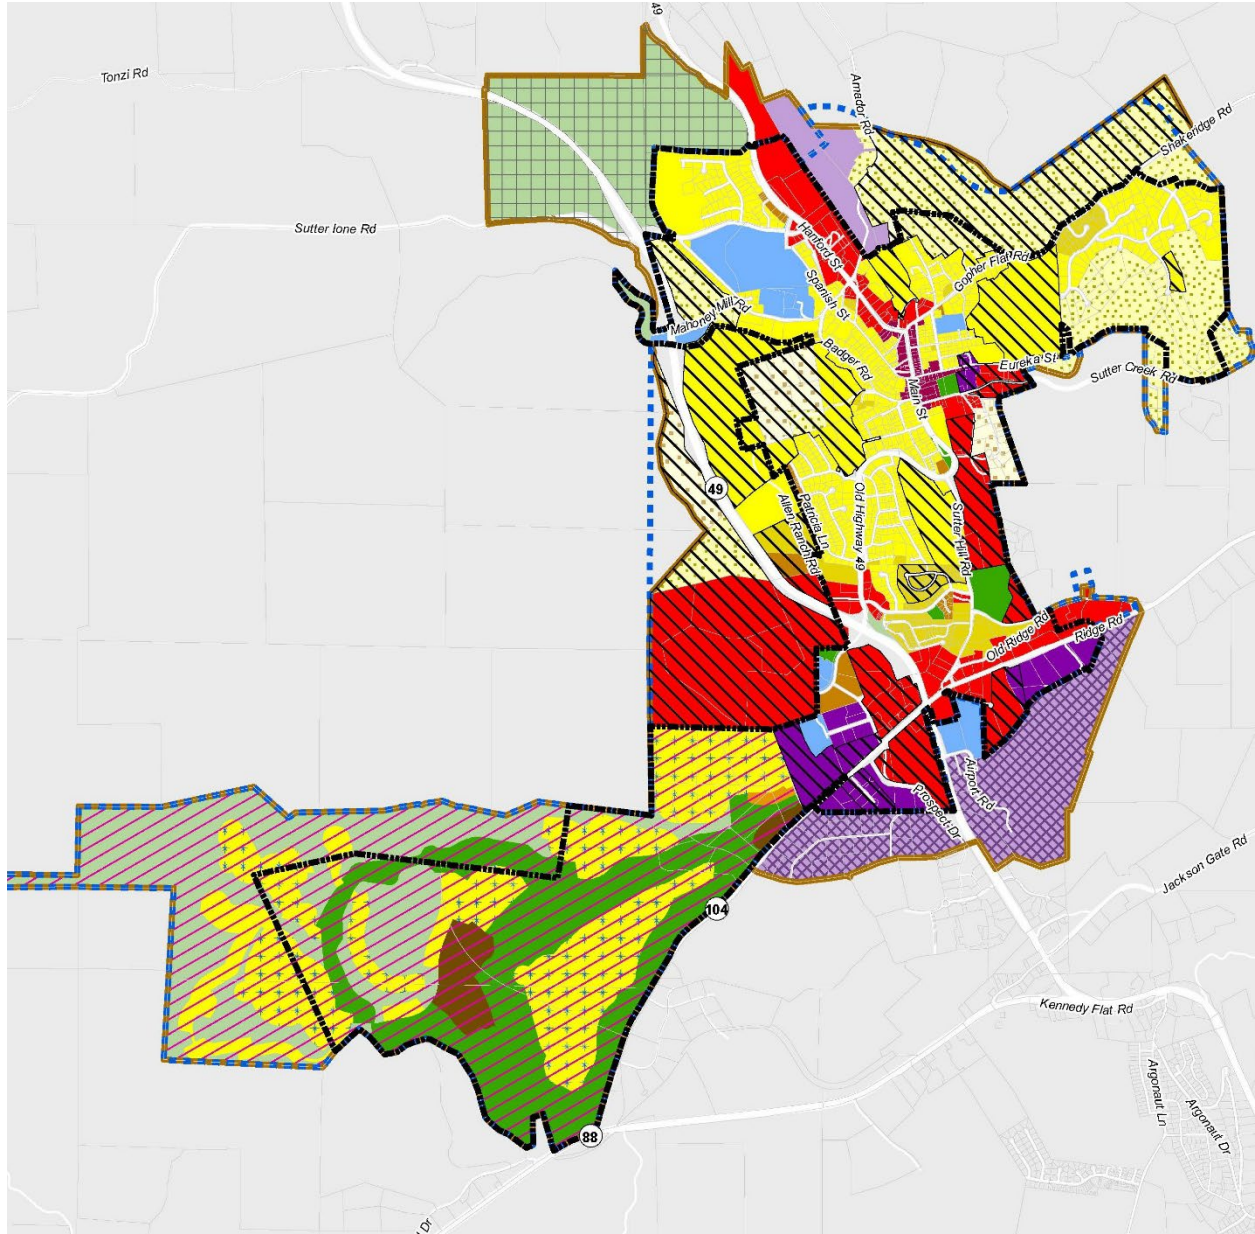 49
Tonzi Rd
Amador Rd
Shakeridge Rd
Sutter Ione Rd
Hanford St
Gopher Flat Rd
Spanish St
Mahoney Mill Rd
Badger Rd
Eureka St
Sutter Creek Rd
Main St
49
Patricia Ln
Allen Ranch Rd
Old Highway 49
Sutter Hill Rd
Old Ridge Rd
Ridge Rd
Airport Rd
Prospect Dr
Jackson Gate Rd
104
Kennedy Flat Rd
Argonaut Ln
Argonaut Dr
88
Dr